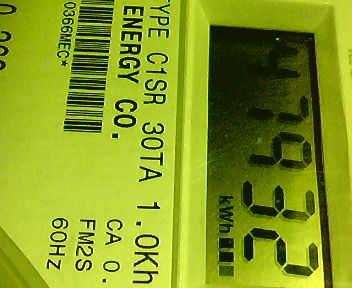 47932
kWh
TYPE C1SR 30TA 1.0Kh
ENERGY CO.
CA 0.
FM2S
60HZ
0366MEC*